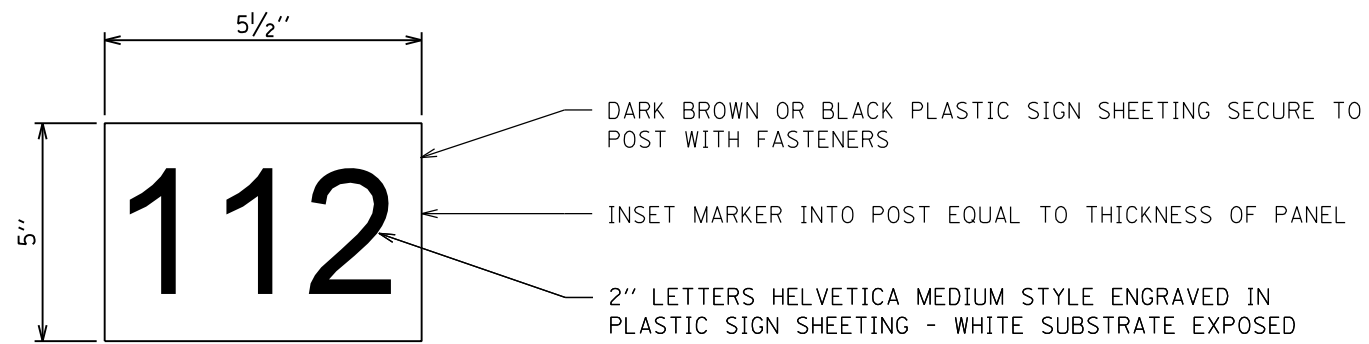 5½''
DARK BROWN OR BLACK PLASTIC SIGN SHEETING SECURE TO
POST WITH FASTENERS
112
5''
INSET MARKER INTO POST EQUAL TO THICKNESS OF PANEL
2'' LETTERS HELVETICA MEDIUM STYLE ENGRAVED IN
PLASTIC SIGN SHEETING - WHITE SUBSTRATE EXPOSED